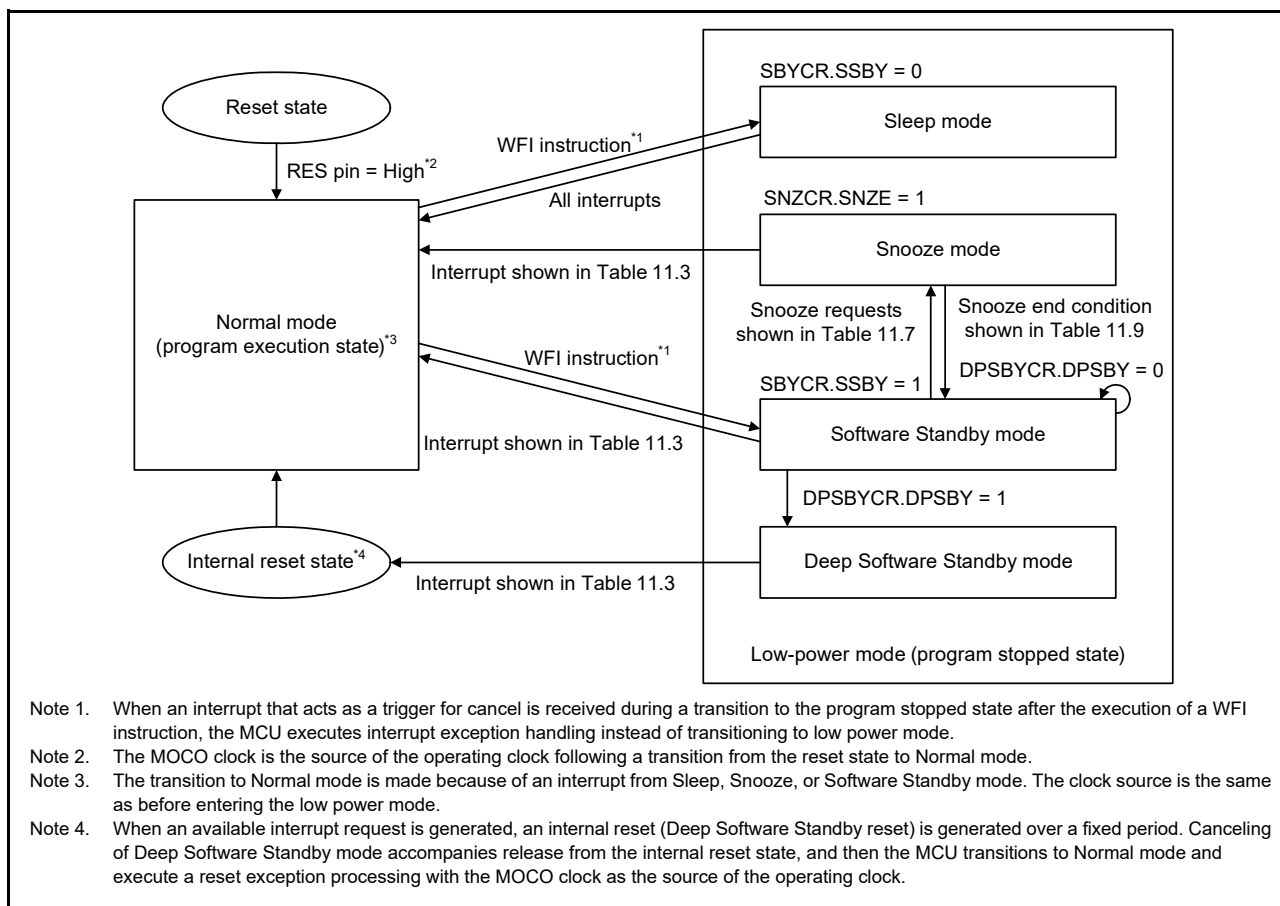 SBYCR.SSBY = 0
Reset state
Sleep mode
WFI instruction*1
RES pin = High*2
All interrupts
SNZCR.SNZE = 1
Snooze mode
Interrupt shown in Table 11.3
Snooze requests
shown in Table 11.7
Snooze end condition
shown in Table 11.9
Normal mode
(program execution state)*3
WFI instruction*1
DPSBYCR.DPSBY = 0
SBYCR.SSBY = 1
Software Standby mode
Interrupt shown in Table 11.3
DPSBYCR.DPSBY = 1
Internal reset state*4
Deep Software Standby mode
Interrupt shown in Table 11.3
Low-power mode (program stopped state)
Note 1. When an interrupt that acts as a trigger for cancel is received during a transition to the program stopped state after the execution of a WFI
instruction, the MCU executes interrupt exception handling instead of transitioning to low power mode.
Note 2. The MOCO clock is the source of the operating clock following a transition from the reset state to Normal mode.
Note 3. The transition to Normal mode is made because of an interrupt from Sleep, Snooze, or Software Standby mode. The clock source is the same
as before entering the low power mode.
Note 4. When an available interrupt request is generated, an internal reset (Deep Software Standby reset) is generated over a fixed period. Canceling
of Deep Software Standby mode accompanies release from the internal reset state, and then the MCU transitions to Normal mode and
execute a reset exception processing with the MOCO clock as the source of the operating clock.